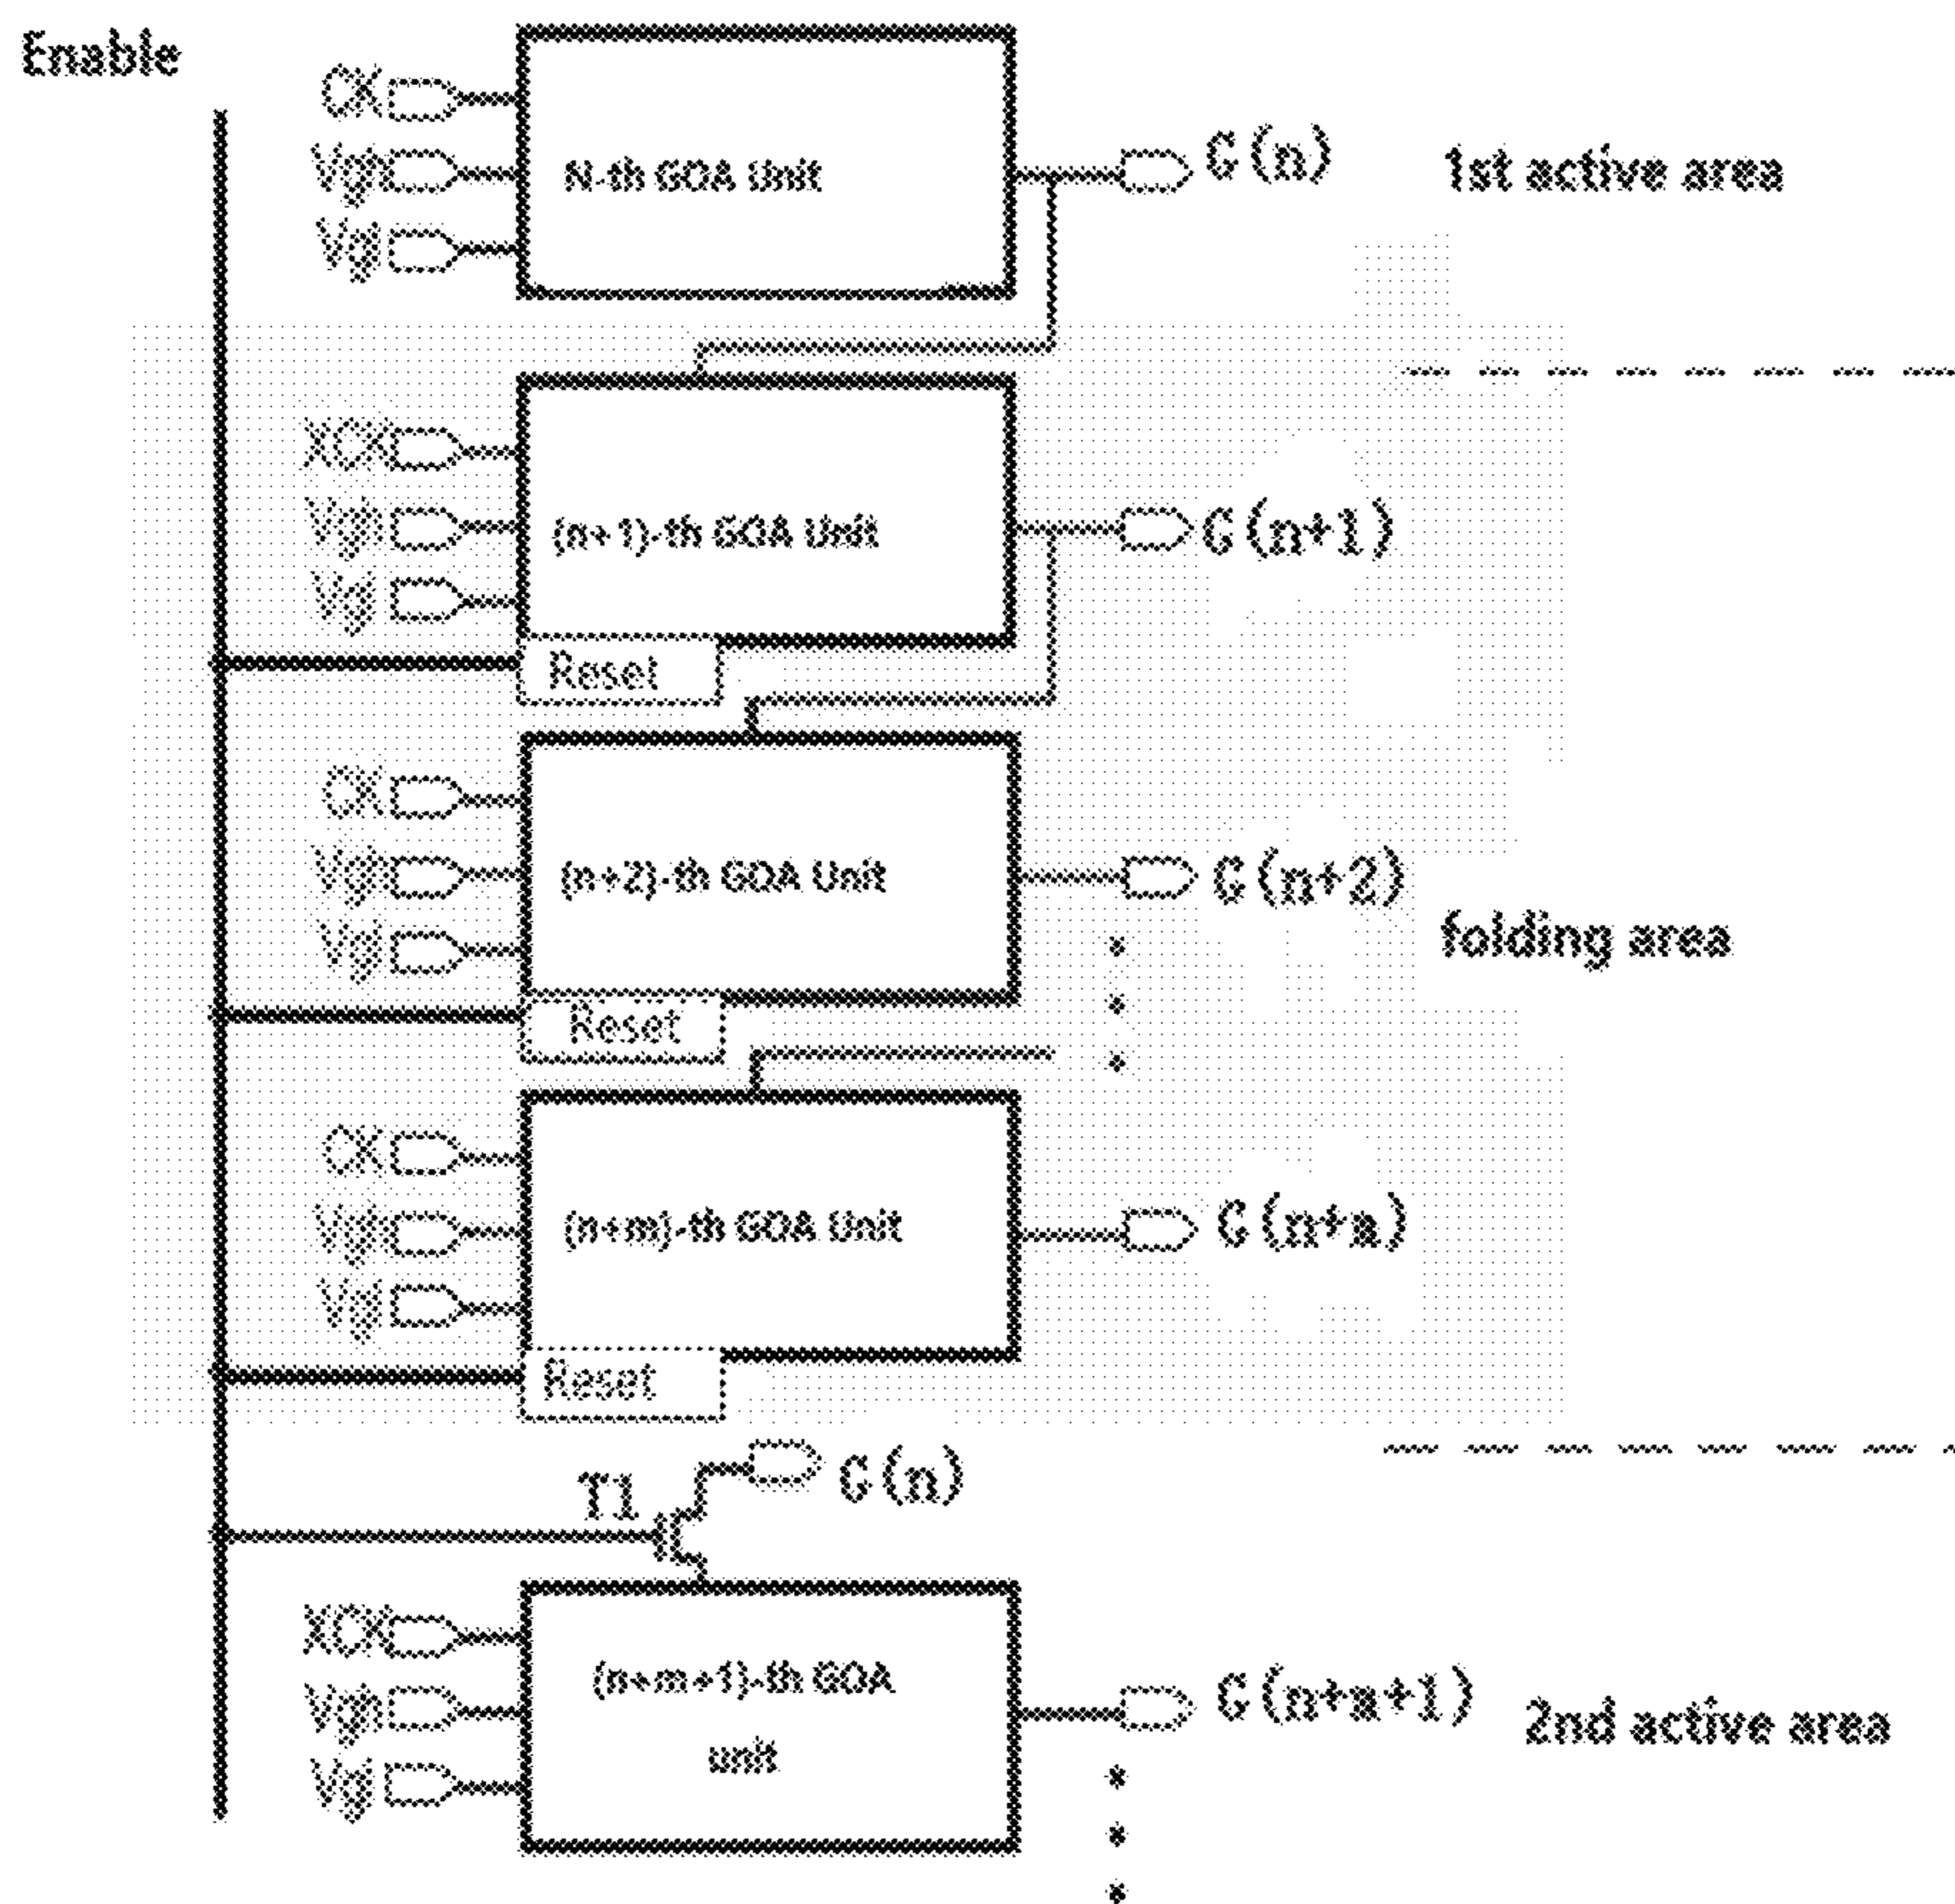 Enable
CK
Vgh
Vgl
N-th GOA Unit
G(n)
1st active area
XCK
Vgh
Vgl
(n+1)-th GOA Unit
G(n+1)
Reset
CK
Vgh
Vgl
(n+2)-th GOA Unit
G(n+2)
folding area
Reset
CK
Vgh
Vgl
(n+m)-th GOA Unit
G(n+m)
Reset
T1
G(n)
XCK
Vgh
Vgl
(n+m+1)-th GOA
unit
G(n+m+1)
2nd active area